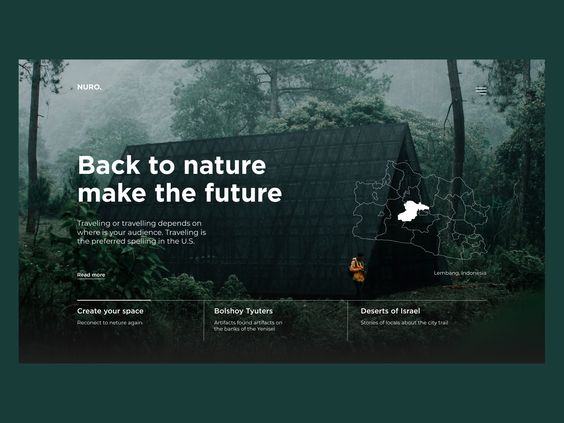 NURO.
Back to nature
make the future
Traveling or travelling depends on
where is your audience. Traveling is
the preferred spelling in the U.S.
Read more
Lembang, Indonesia
Create your space
Reconect to neture again
Bolshoy Tyuters
Artifacts found artifacts on
the banks of the Yenisei
Deserts of Israel
Stories of locals about the city trail